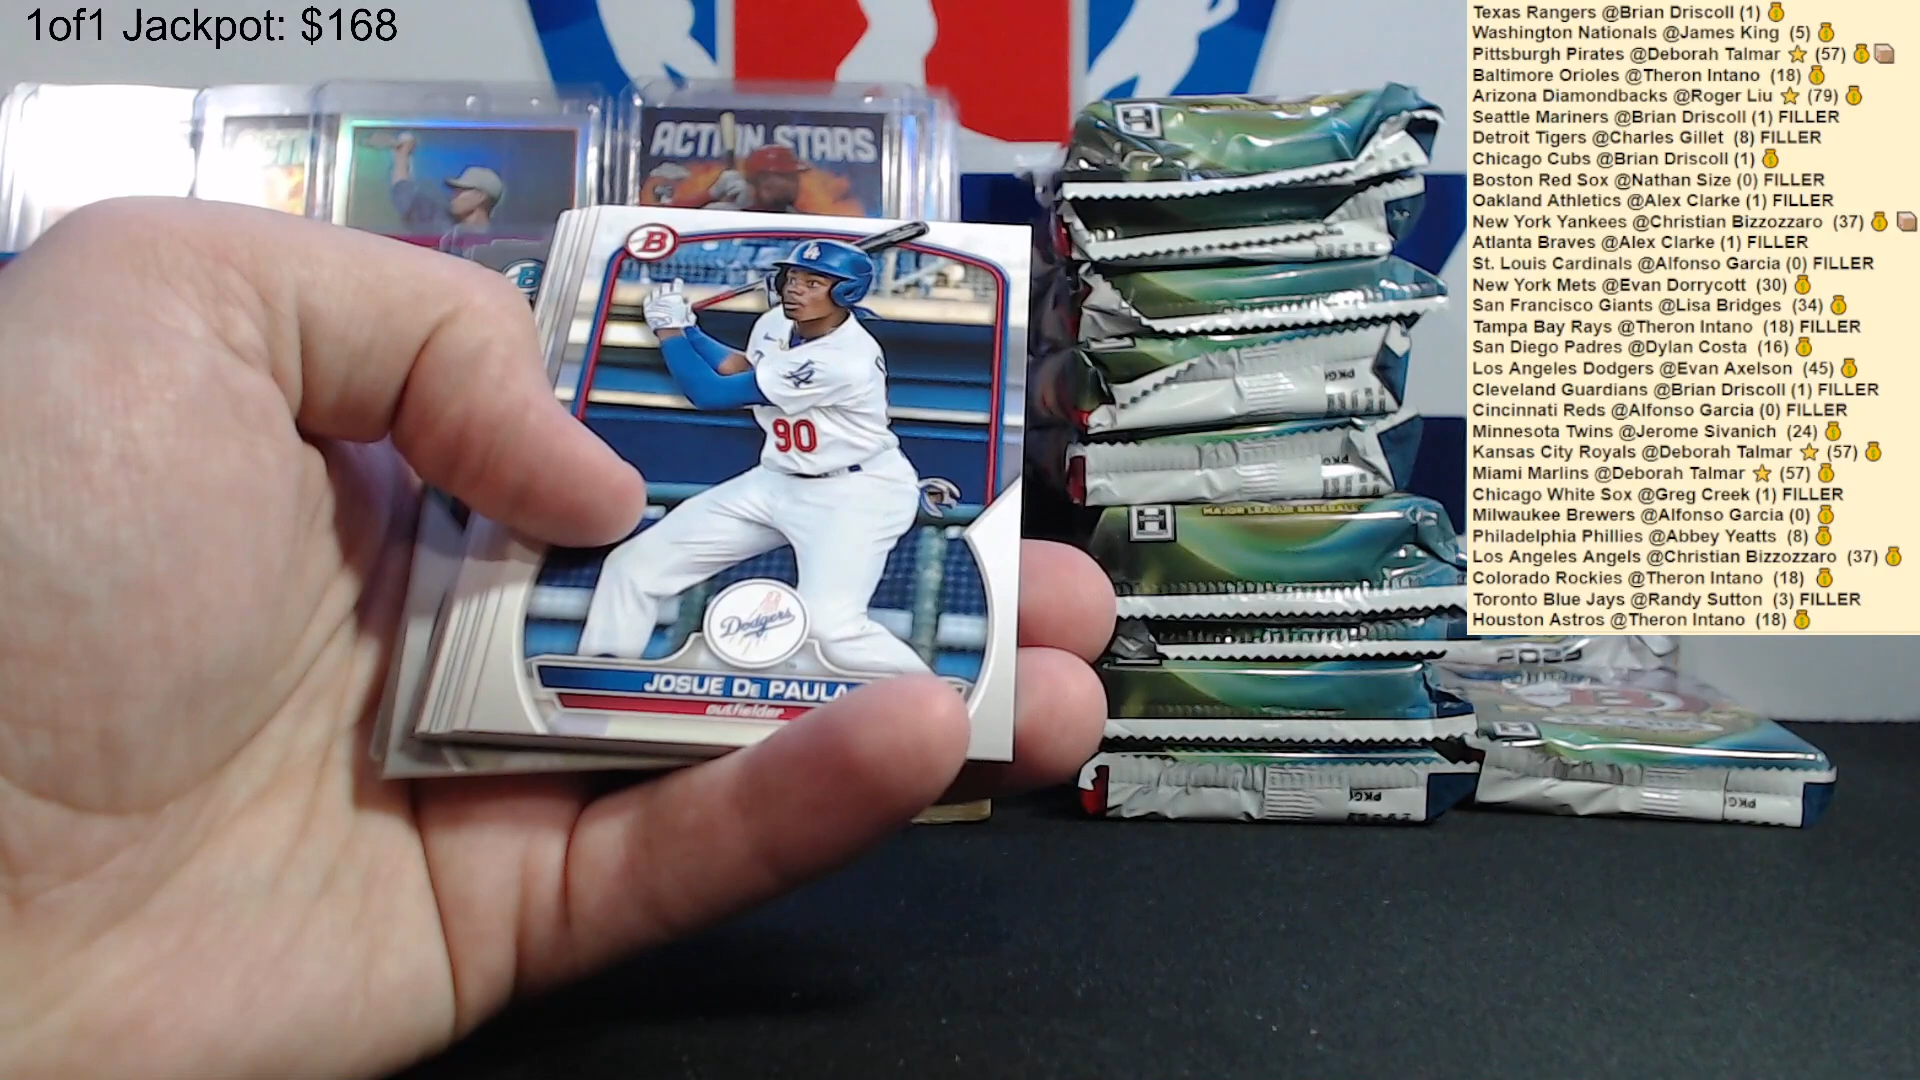 1of1 Jackpot: $168
Texas Rangers @Brian Driscoll (1)
Washington Nationals @James King (5)
Pittsburgh Pirates @Deborah Talmar ⭐ (57)
Baltimore Orioles @Theron Intano (18)
Arizona Diamondbacks @Roger Liu ⭐ (79)
Seattle Mariners @Brian Driscoll (1) FILLER
Detroit Tigers @Charles Gillet (8) FILLER
Chicago Cubs @Brian Driscoll (1)
Boston Red Sox @Nathan Size (0) FILLER
Oakland Athletics @Alex Clarke (1) FILLER
New York Yankees @Christian Bizzozzaro (37)
Atlanta Braves @Alex Clarke (1) FILLER
St. Louis Cardinals @Alfonso Garcia (0) FILLER
New York Mets @Evan Dorrycott (30)
San Francisco Giants @Lisa Bridges (34)
Tampa Bay Rays @Theron Intano (18) FILLER
San Diego Padres @Dylan Costa (16)
Los Angeles Dodgers @Evan Axelson (45)
Cleveland Guardians @Brian Driscoll (1) FILLER
Cincinnati Reds @Alfonso Garcia (0) FILLER
Minnesota Twins @Jerome Sivanich (24)
Kansas City Royals @Deborah Talmar ⭐ (57)
Miami Marlins @Deborah Talmar ⭐ (57)
Chicago White Sox @Greg Creek (1) FILLER
Milwaukee Brewers @Alfonso Garcia (0)
Philadelphia Phillies @Abbey Yeatts (8)
Los Angeles Angels @Christian Bizzozzaro (37)
Colorado Rockies @Theron Intano (18)
Toronto Blue Jays @Randy Sutton (3) FILLER
Houston Astros @Theron Intano (18)
ACTION STARS
B
LA
90
Dodgers
JOSUE DE PAULA
outfielder
H
MAJOR LEAGUE BASEBALL
PKG
PKG
PKG
PKG